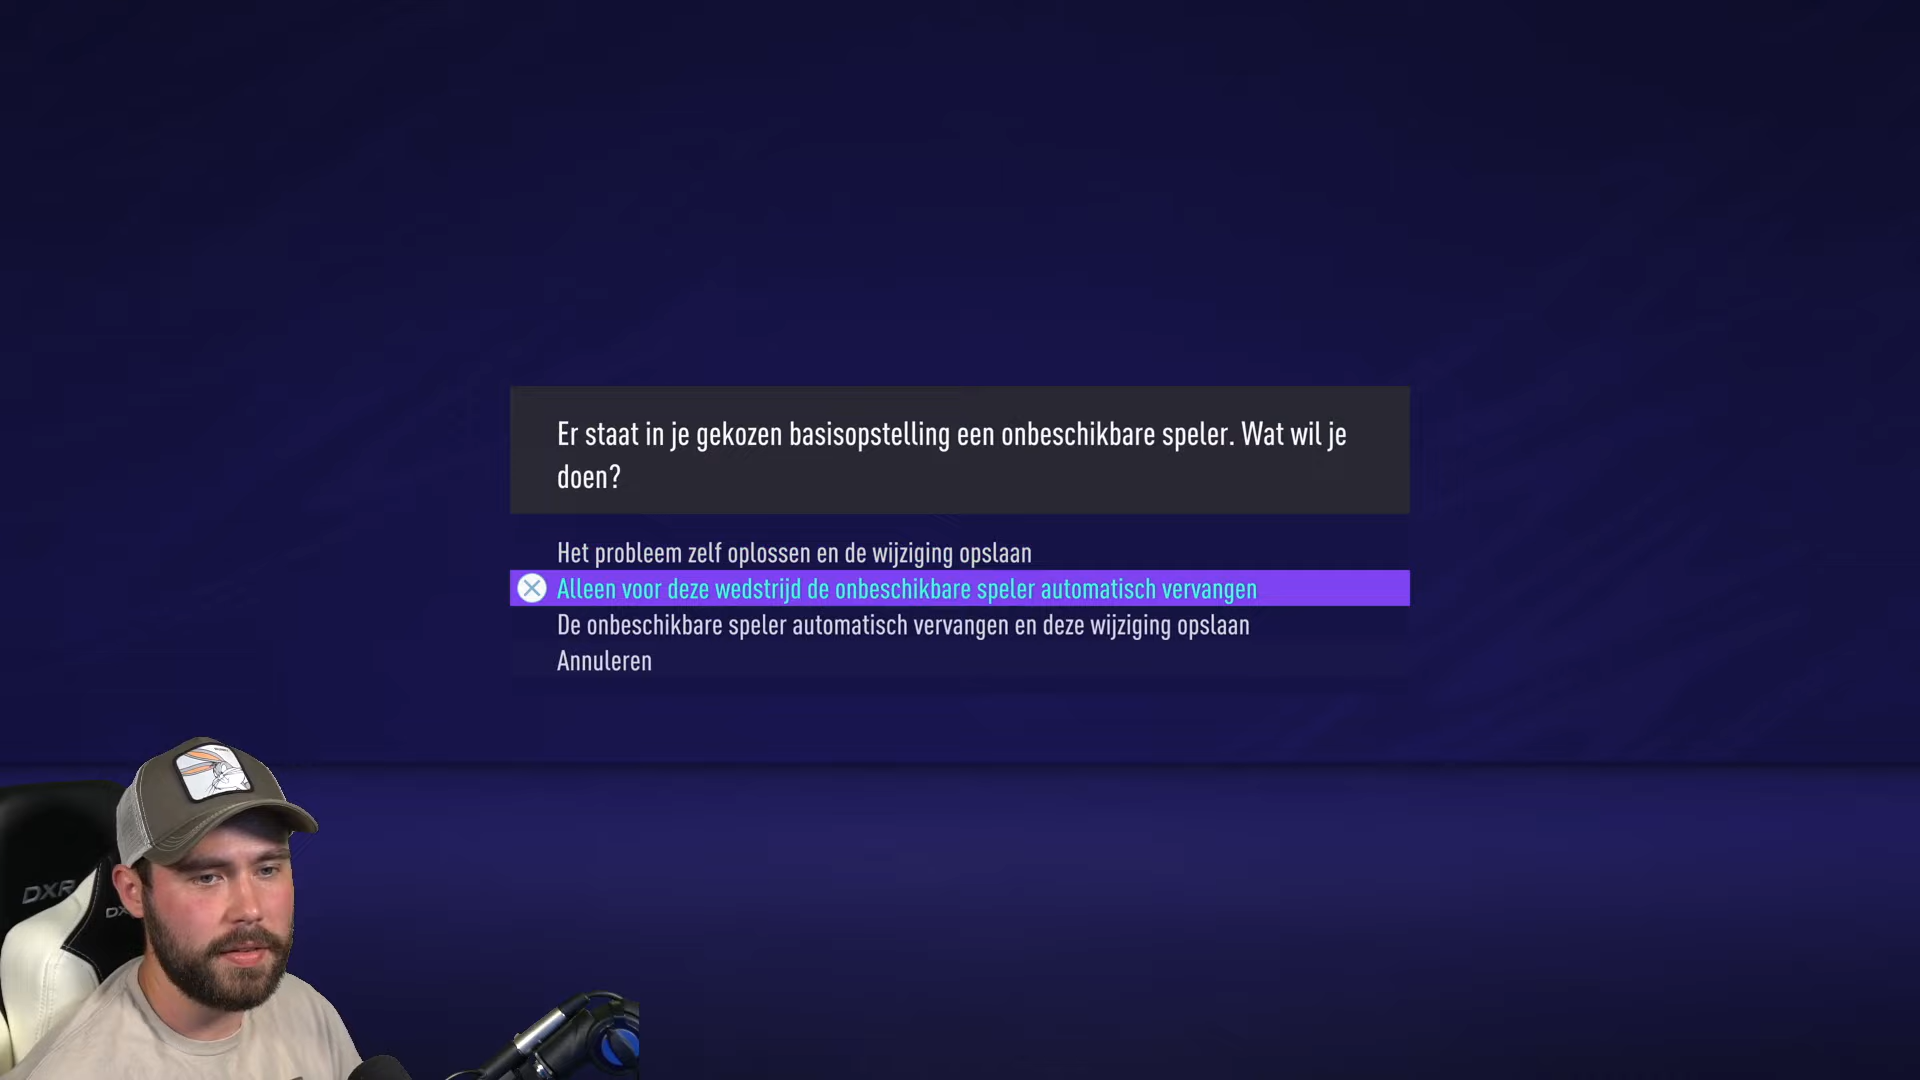 Er staat in je gekozen basisopstelling een onbeschikbare speler. Wat wil je
doen?
Het probleem zelf oplossen en de wijziging opslaan
Alleen voor deze wedstrijd de onbeschikbare speler automatisch vervangen
De onbeschikbare speler automatisch vervangen en deze wijziging opslaan
Annuleren
DXR